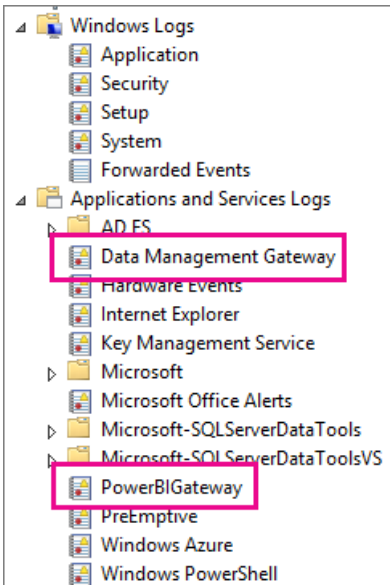 Windows Logs
Application
Security
Setup
System
Forwarded Events
Applications and Services Logs
AD FS
Data Management Gateway
Hardware Events
Internet Explorer
Key Management Service
Microsoft
Microsoft Office Alerts
Microsoft-SQLServerDataTools
Microsoft-SQLServerDataToolsVS
PowerBIGateway
PreEmptive
Windows Azure
Windows PowerShell